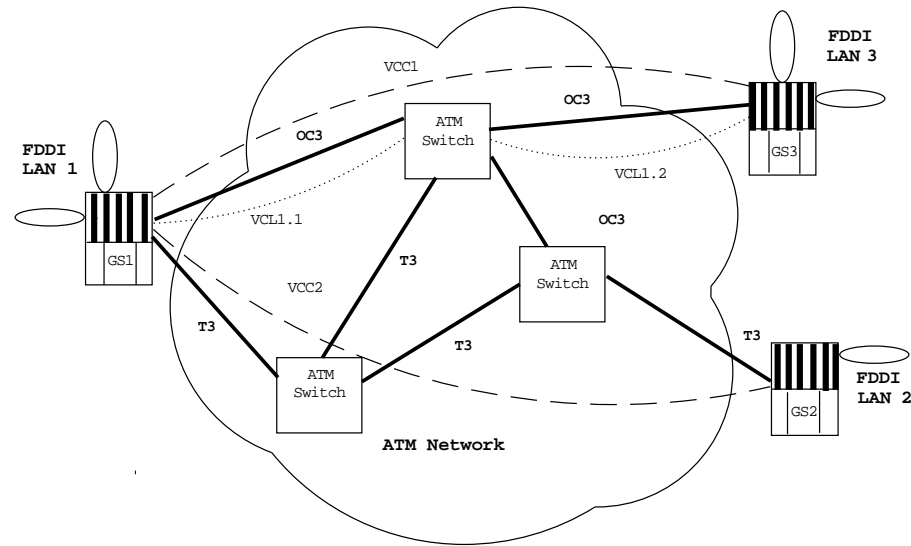 FDDI
LAN 3
VCC1
OC3
ATM
Switch
OC3
GS3
FDDI
LAN 1
VCL1.2
VCL1.1
OC3
GS1
T3
ATM
Switch
VCC2
T3
T3
T3
ATM
Switch
FDDI
LAN 2
GS2
ATM Network